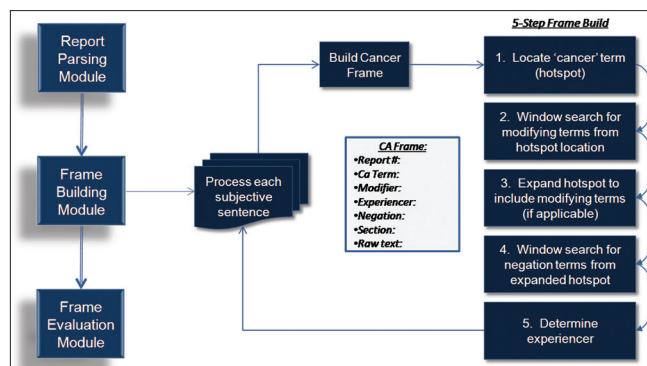 5-Step Frame Build
Report
Parsing
Module
Build Cancer
Frame
1. Locate ‘cancer’ term
(hotspot)
2. Window search for
modifying terms from
hotspot location
Frame
Building
Module
Process each
subjective
sentence
CA Frame:
•Report #:
•Ca Term:
•Modifier:
•Experiencer:
•Negation:
•Section:
•Raw text:
3. Expand hotspot to
include modifying terms
(if applicable)
4. Window search for
negation terms from
expanded hotspot
Frame
Evaluation
Module
5. Determine
experiencer